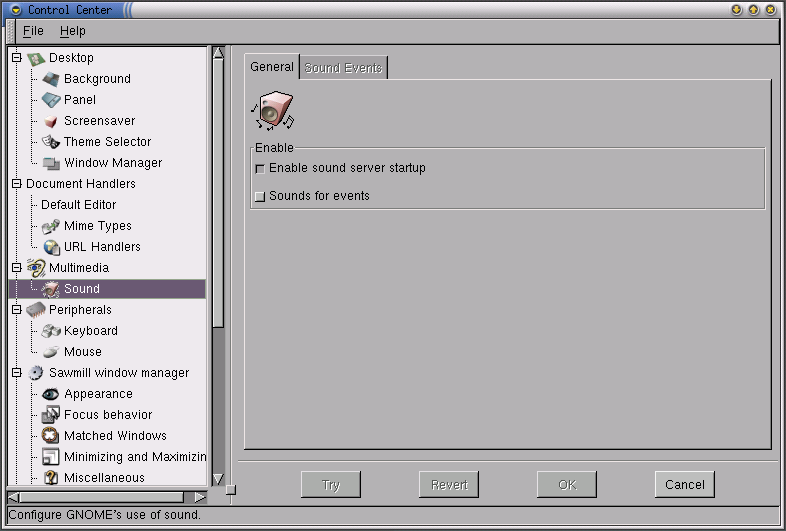 Control Center
File Help
Desktop
Background
Panel
Screensaver
Theme Selector
Window Manager
Document Handlers
Default Editor
Mime Types
URL Handlers
Multimedia
Sound
Peripherals
Keyboard
Mouse
Sawmill window manager
Appearance
Focus behavior
Matched Windows
Minimizing and Maximizin
Miscellaneous
General Sound Events
Enable
Enable sound server startup
Sounds for events
Try Revert OK Cancel
Configure GNOME's use of sound.